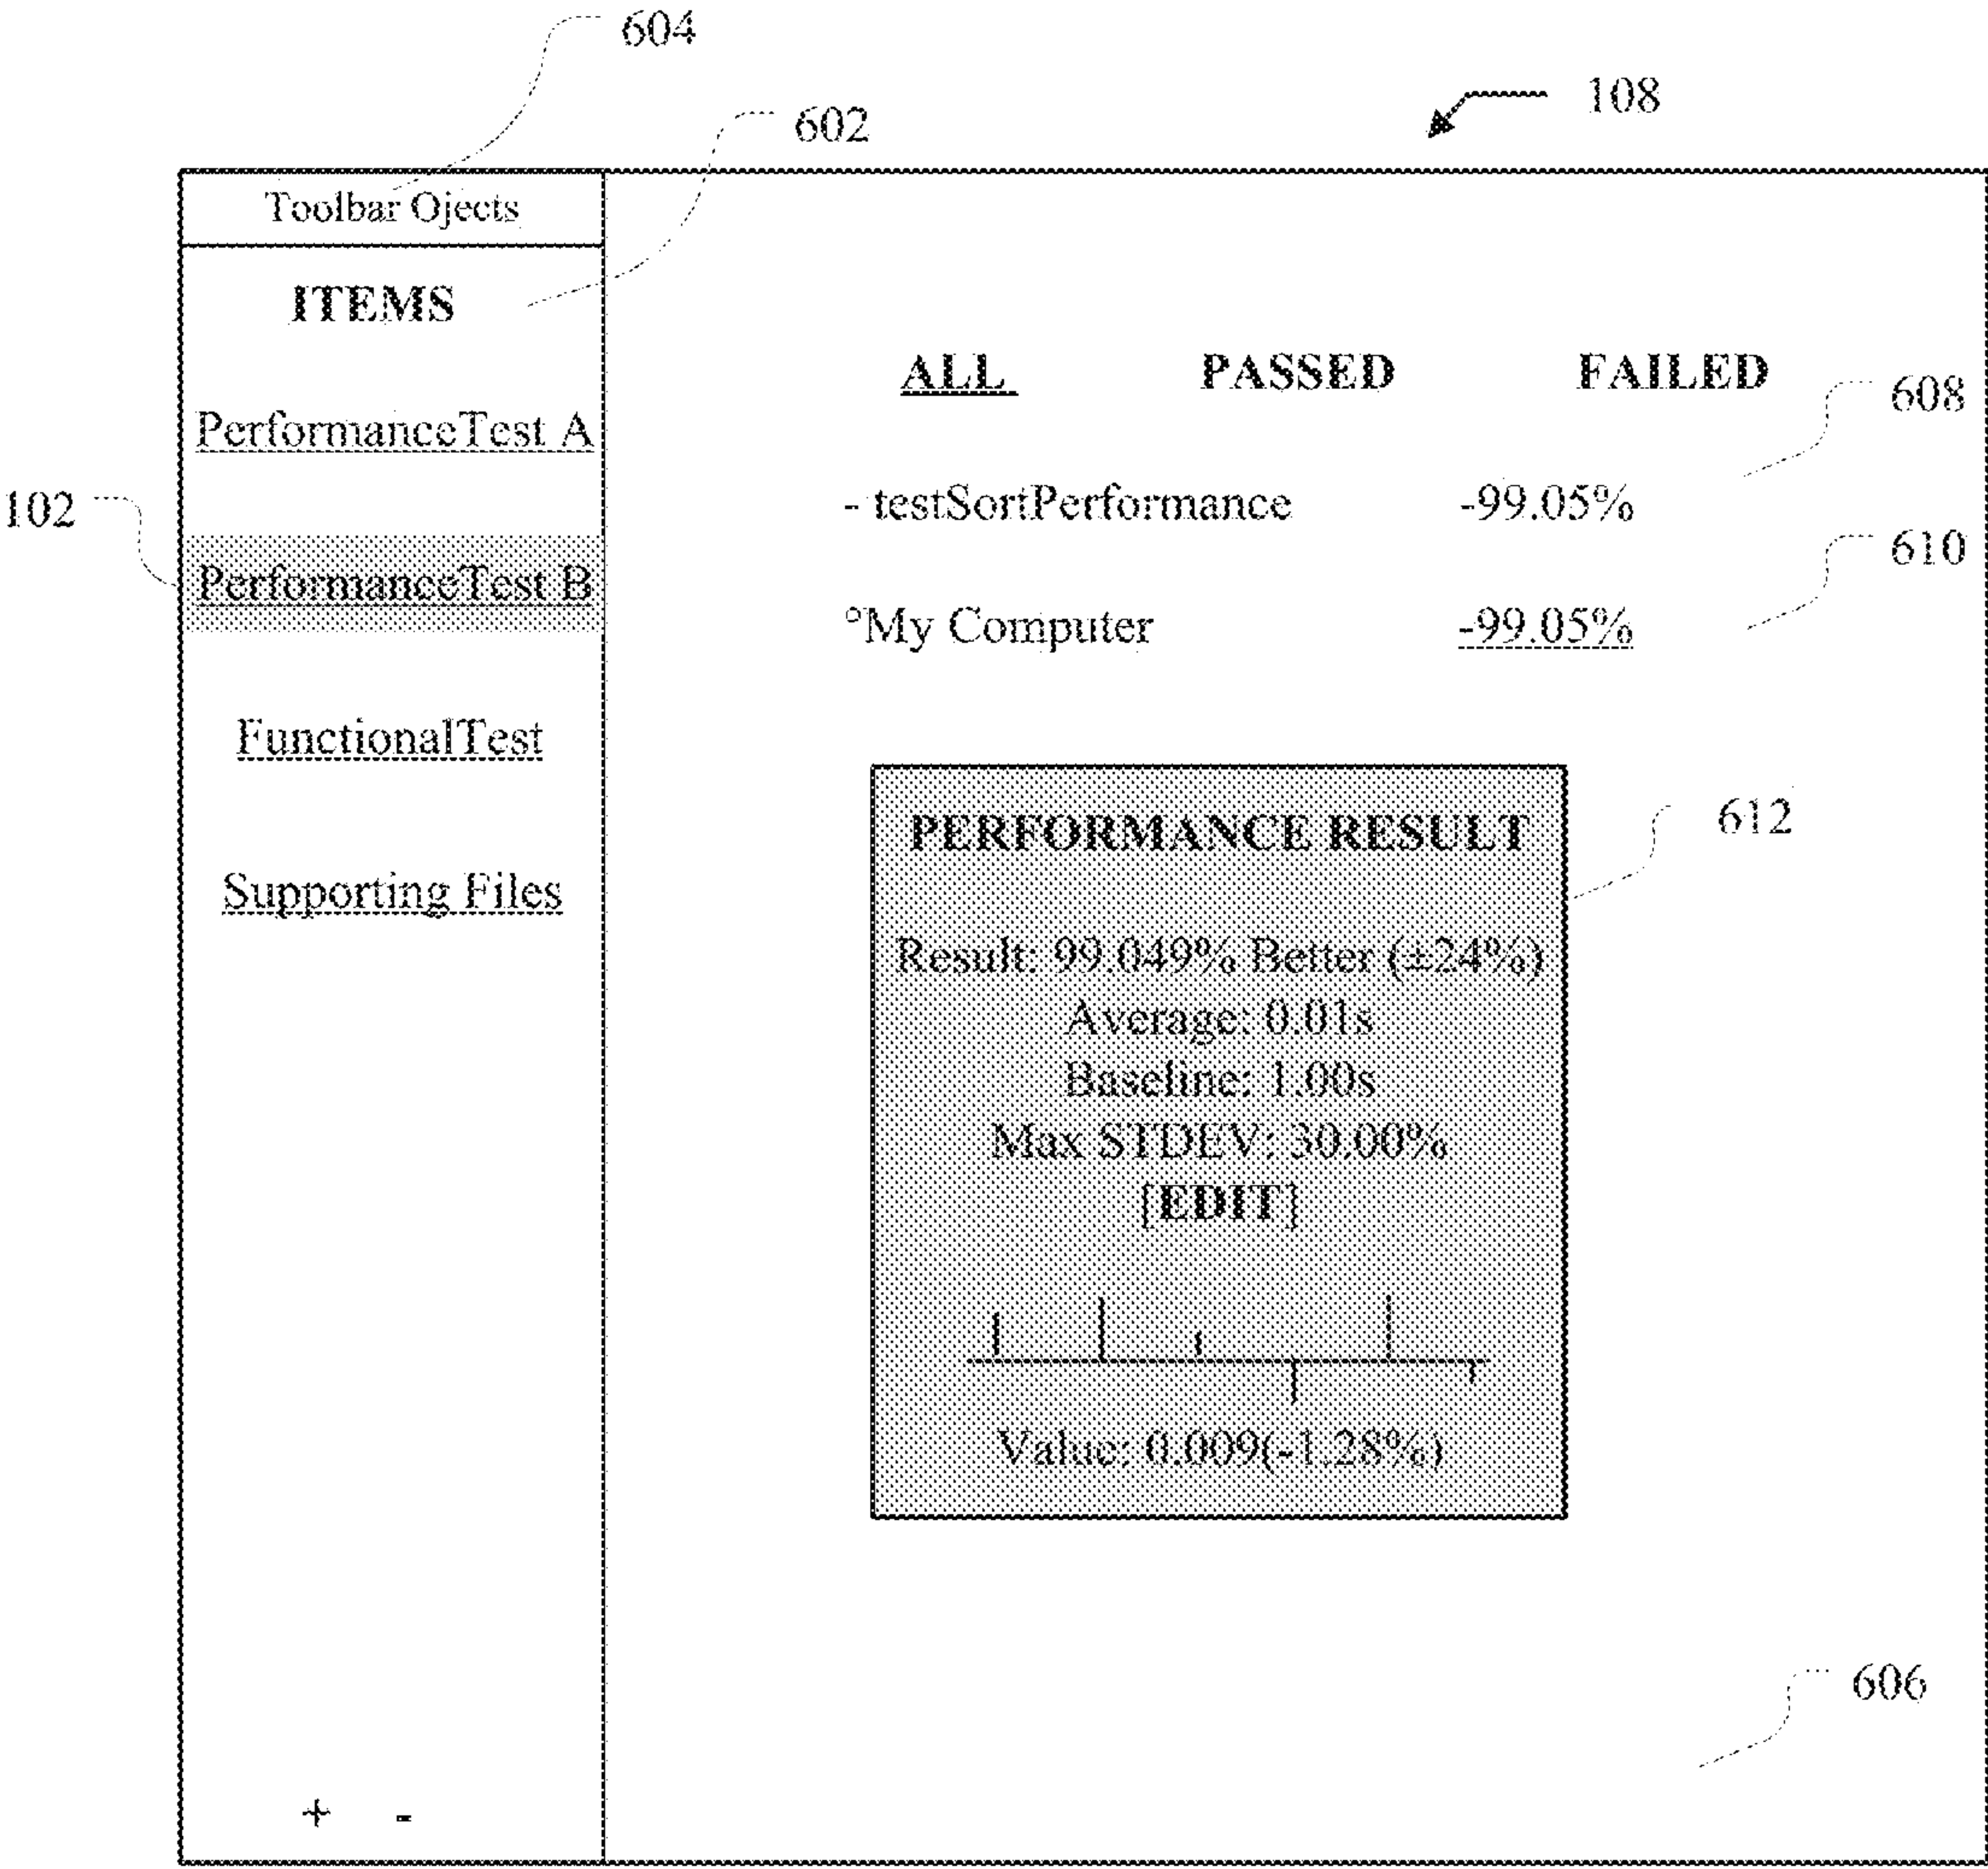 604
602
108
Toolbar Ojects
ITEMS
PerformanceTest A
102
PerformanceTest B
FunctionalTest
Supporting Files
+ -
ALL PASSED FAILED
608
- testSortPerformance -99.05%
610
°My Computer -99.05%
612
PERFORMANCE RESULT
Result: 99.049% Better (±24%)
Average: 0.01s
Baseline: 1.00s
Max STDEV: 30.00%
[EDIT]
Value: 0.009(-1.28%)
606